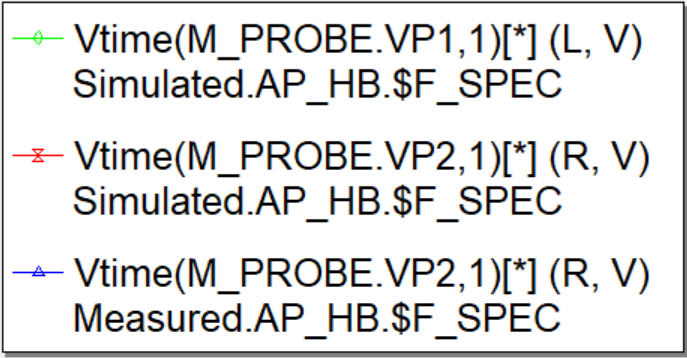 Vtime(M_PROBE.VP1,1)[*] (L, V)
Simulated.AP_HB.$F_SPEC
Vtime(M_PROBE.VP2,1)[*] (R, V)
Simulated.AP_HB.$F_SPEC
Vtime(M_PROBE.VP2,1)[*] (R, V)
Measured.AP_HB.$F_SPEC